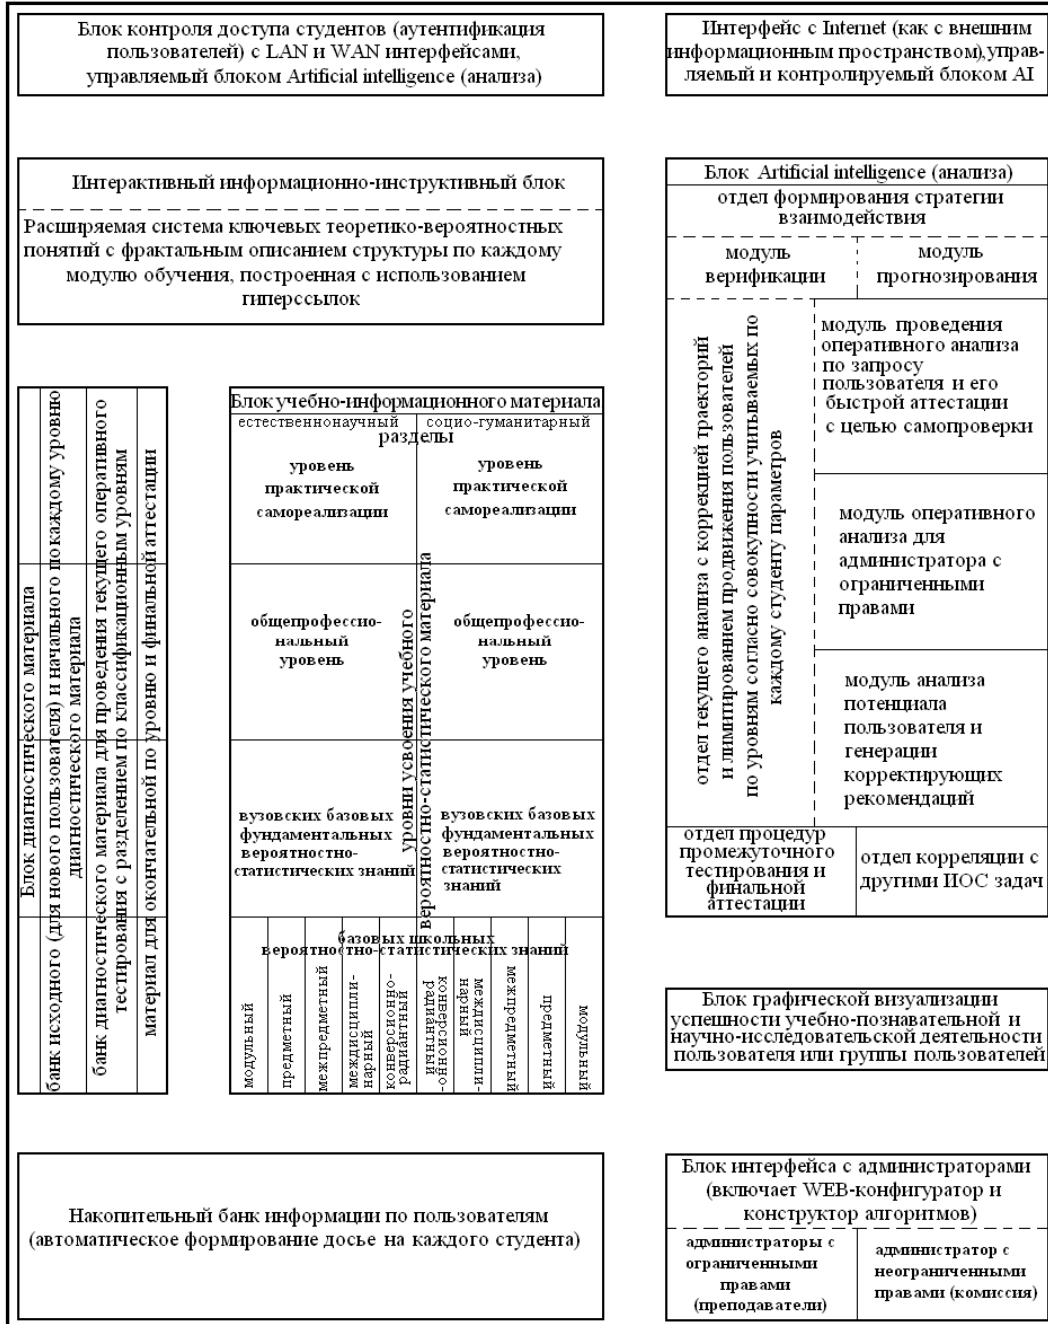 Блок контроля доступа студентов (аутентификация
пользователей) с LAN и WAN интерфейсами,
управляемый блоком Artificial intelligence (анализа)
Интерфейс с Internet (как с внешним
информационным пространством),управ-
ляемый и контролируемый блоком AI
Интерактивный информационно-инструктивный блок
Расширяемая система ключевых теоретико-вероятностных
понятий с фрактальным описанием структуры по каждому
модулю обучения, построенная с использованием
гиперссылок
Блок Artificial intelligence (анализа)
отдел формирования стратегии
взаимодействия
модуль
верификации
модуль
прогнозирования
отдел текущего анализа с коррекцией траекторий
и лимитированием продвижения пользователей
по уровням согласно совокупности учитываемых по
каждому студенту параметров
модуль проведения
оперативного анализа
по запросу
пользователя и его
быстрой аттестации
с целью самопроверки
модуль оперативного
анализа для
администратора с
ограниченными
правами
модуль анализа
потенциала
пользователя и
генерации
корректирующих
рекомендаций
отдел процедур
промежуточного
тестирования и
финальной
аттестации
отдел корреляции с
другими ИОС задач
Блок диагностического материала
банк исходного (для нового пользователя) и начального по каждому уровню
диагностического материала
банк диагностического материала для проведения текущего оперативного
тестирования с разделением по классификационным уровням
материал для окончательной по уровню и финальной аттестации
Блок учебно-информационного материала
естественнонаучный
социо-гуманитарный
разделы
уровень
практической
самореализации
уровень
практической
самореализации
общепрофессио-
нальный
уровень
общепрофессио-
нальный
уровень
уровни усвоения учебного
вероятностно-статистического материала
вузовских базовых
фундаментальных
вероятностно-
статистических знаний
вузовских базовых
фундаментальных
вероятностно-
статистических
знаний
базовых школьных
вероятностно-статистических знаний
модульный
предметный
межпредметный
междисципли-
нарный
конверсионно-
радиантный
конверсионно-
радиантный
междисципли-
нарный
межпредметный
предметный
модульный
Блок графической визуализации
успешности учебно-познавательной и
научно-исследовательской деятельности
пользователя или группы пользователей
Накопительный банк информации по пользователям
(автоматическое формирование досье на каждого студента)
Блок интерфейса с администраторами
(включает WEB-конфигуратор и
конструктор алгоритмов)
администраторы с
ограниченными
правами
(преподаватели)
администратор с
неограниченными
правами (комиссия)